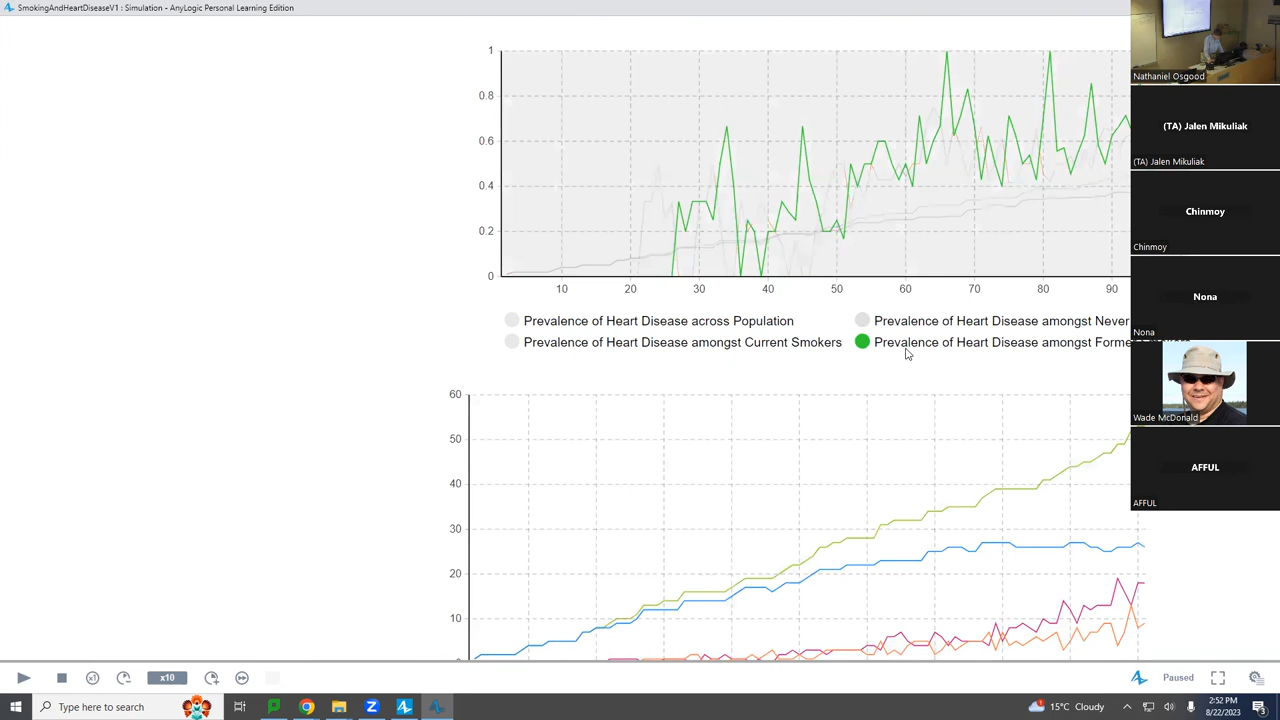 SmokingAndHeartDiseaseV1 : Simulation - AnyLogic Personal Learning Edition
1
0.8
0.6
0.4
0.2
0
10 20 30 40 50 60 70 80 90
Prevalence of Heart Disease across Population
Prevalence of Heart Disease amongst Never
Prevalence of Heart Disease amongst Current Smokers
Prevalence of Heart Disease amongst Forme
60
50
40
30
20
10
Nathaniel Osgood
(TA) Jalen Mikuliak
(TA) Jalen Mikuliak
Chinmoy
Chinmoy
Nona
Nona
Wade McDonald
AFFUL
AFFUL
x1
x10
Paused
Type here to search
15°C Cloudy
2:52 PM
8/22/2023
3